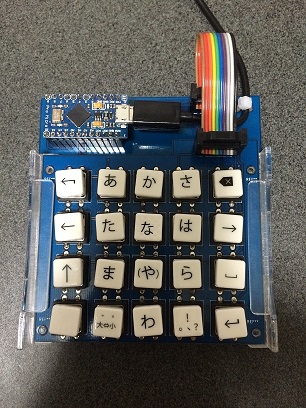 あ か さ
た な は
ま (や) ら
大⇔小 わ !。、?